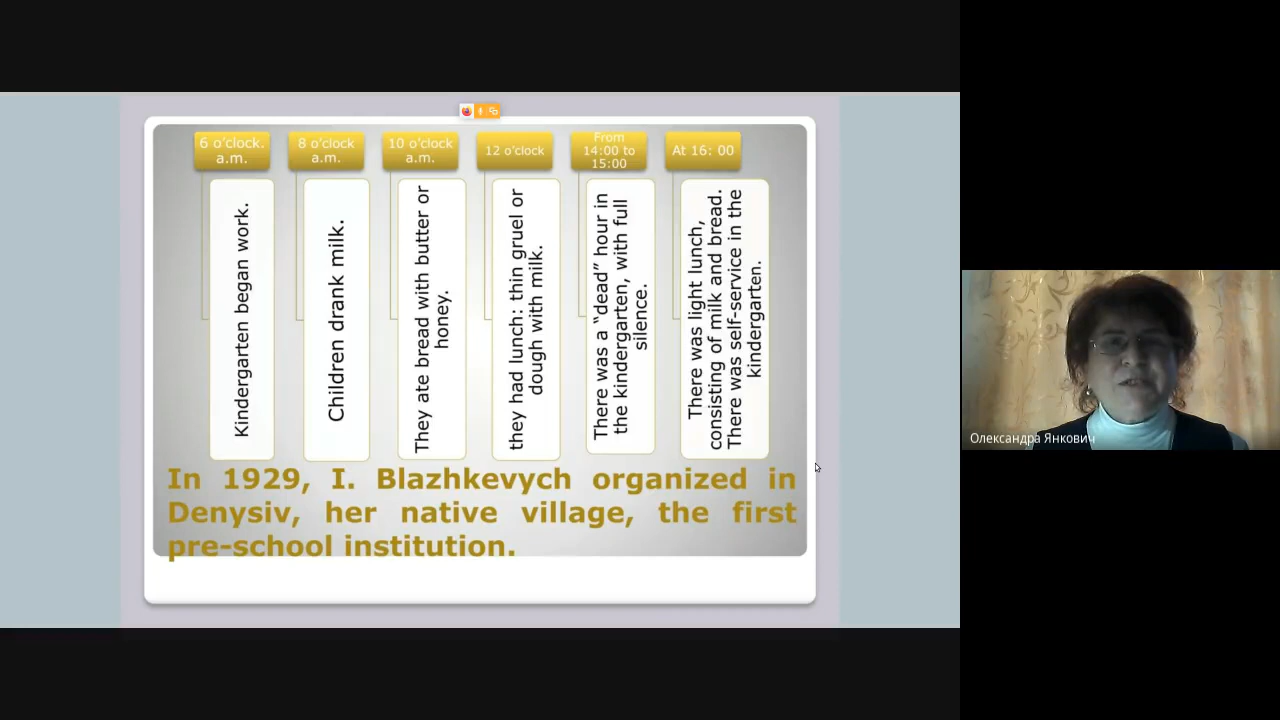 6 o’clock.
a.m.
8 o’clock
a.m.
10 o’clock
a.m.
12 o’clock
From
14:00 to
15:00
At 16: 00
Kindergarten began work.
Children drank milk.
They ate bread with butter or
honey.
they had lunch: thin gruel or
dough with milk.
There was a “dead” hour in
the kindergarten, with full
silence.
There was light lunch,
consisting of milk and bread.
There was self-service in the
kindergarten.
In 1929, I. Blazhkevych organized in
Denysiv, her native village, the first
pre-school institution.
Олександра Янкович